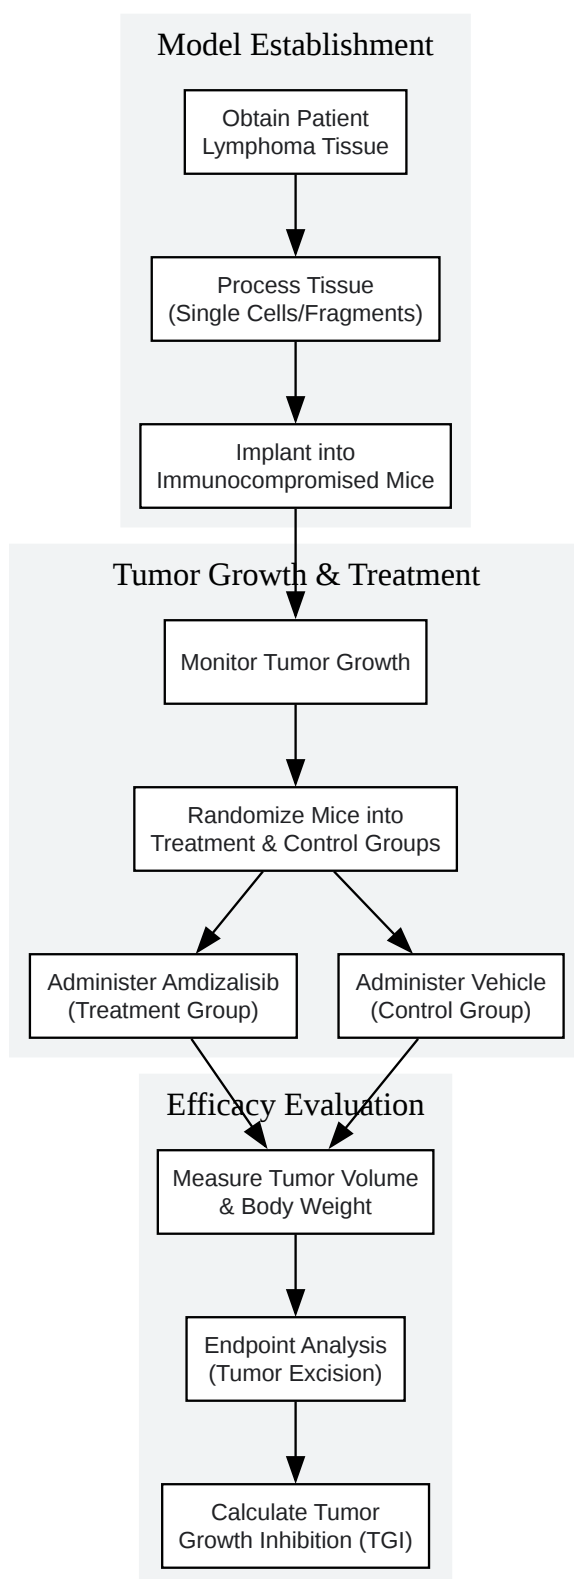 Model Establishment
Obtain Patient
Lymphoma Tissue
Process Tissue
(Single Cells/Fragments)
Implant into
Immunocompromised Mice
Tumor Growth & Treatment
Monitor Tumor Growth
Randomize Mice into
Treatment & Control Groups
Administer Amdizalisib
(Treatment Group)
Administer Vehicle
(Control Group)
Efficacy Evaluation
Measure Tumor Volume
& Body Weight
Endpoint Analysis
(Tumor Excision)
Calculate Tumor
Growth Inhibition (TGI)